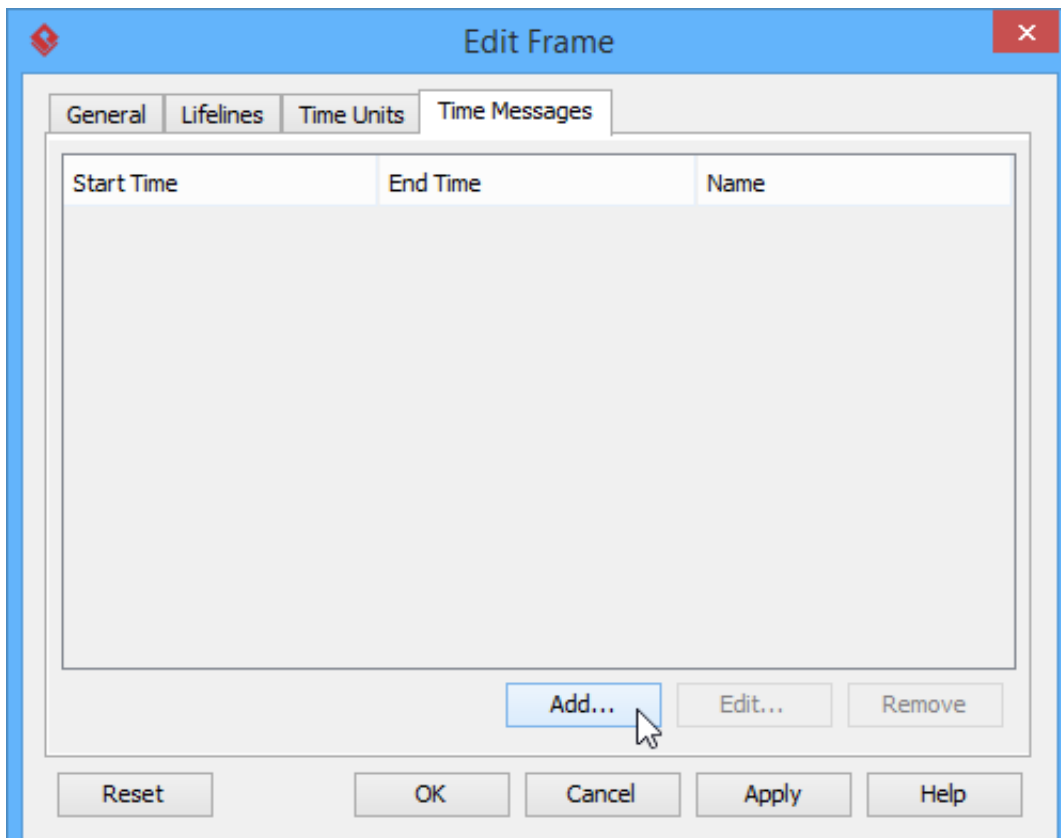 Edit Frame
General Lifelines Time Units Time Messages
Start Time End Time Name
Add... Edit... Remove
Reset OK Cancel Apply Help